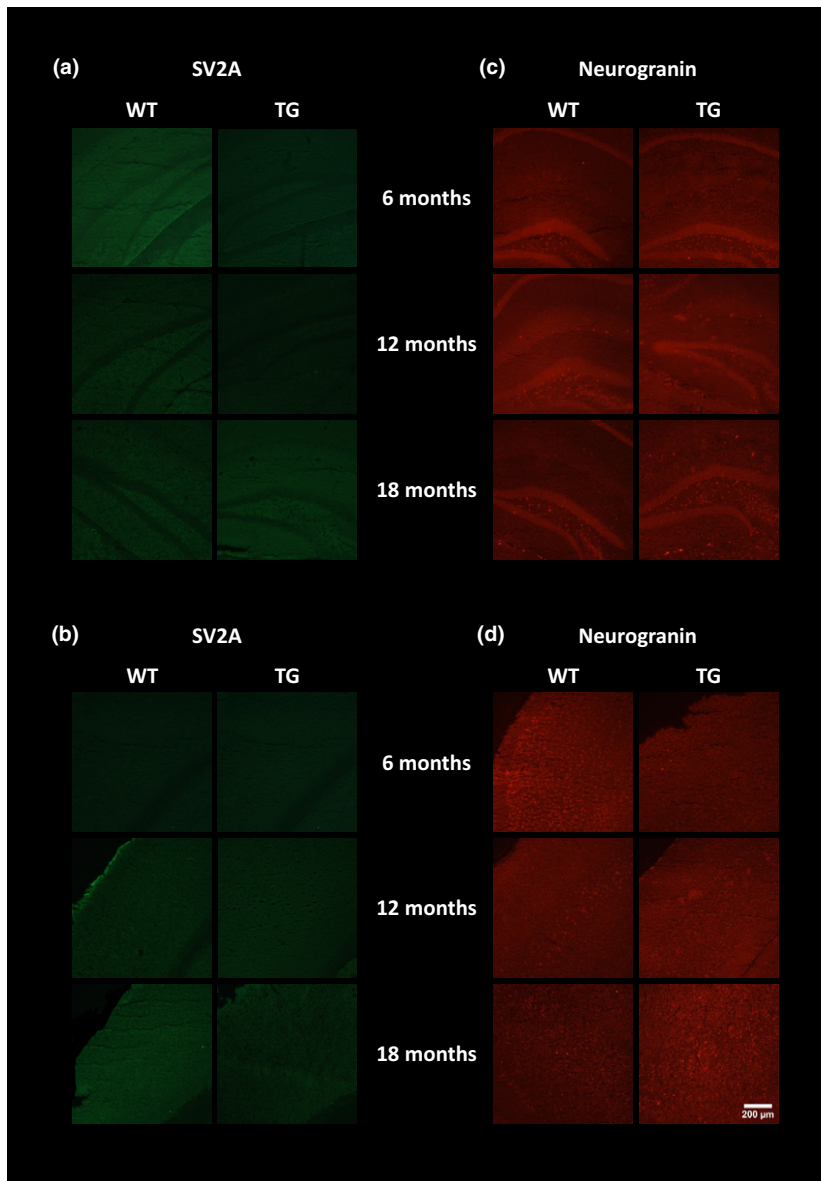 (a) SV2A
WT TG
(c) Neurogranin
WT TG
6 months
12 months
18 months
(b) SV2A
WT TG
(d) Neurogranin
WT TG
6 months
12 months
18 months
200 µm